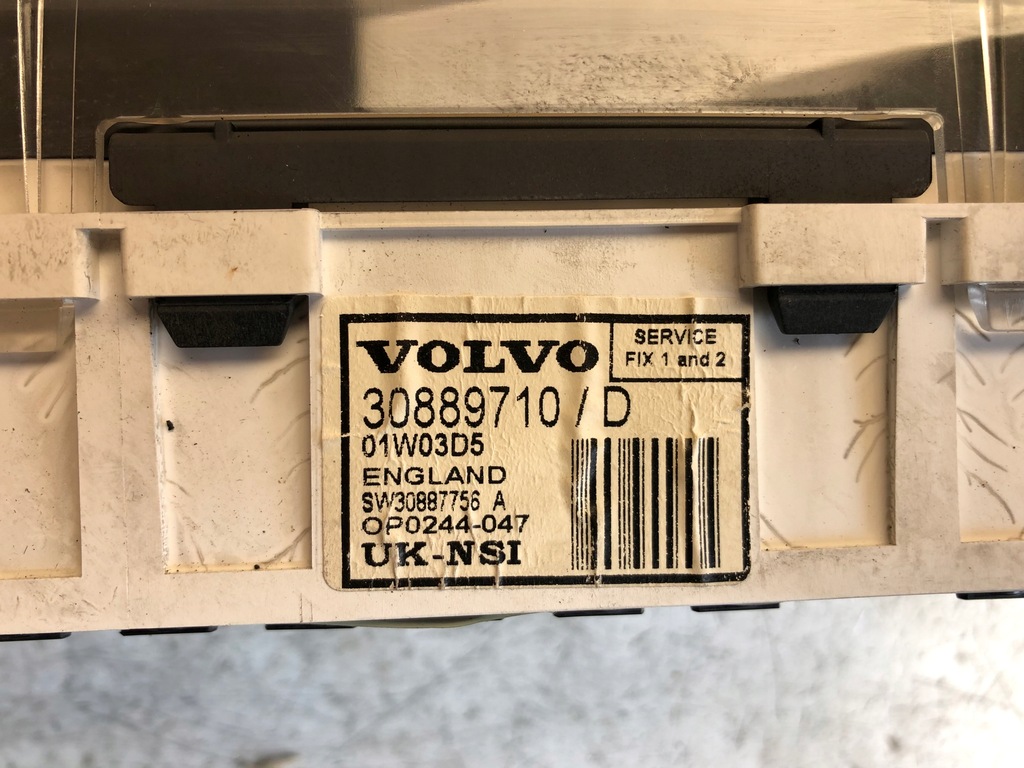 VOLVO
SERVICE
FIX 1 and 2
30889710 / D
01W03D5
ENGLAND
SW30887756 A
OP0244-047
UK-NSI